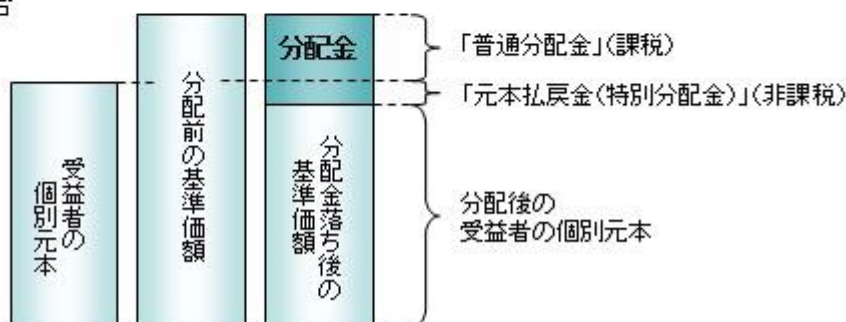 受益者の
個別元本
分配前の基準価額
分配金
分配金落ち後の
基準価額
「普通分配金」(課税)
「元本払戻金(特別分配金)」(非課税)
分配後の
受益者の個別元本